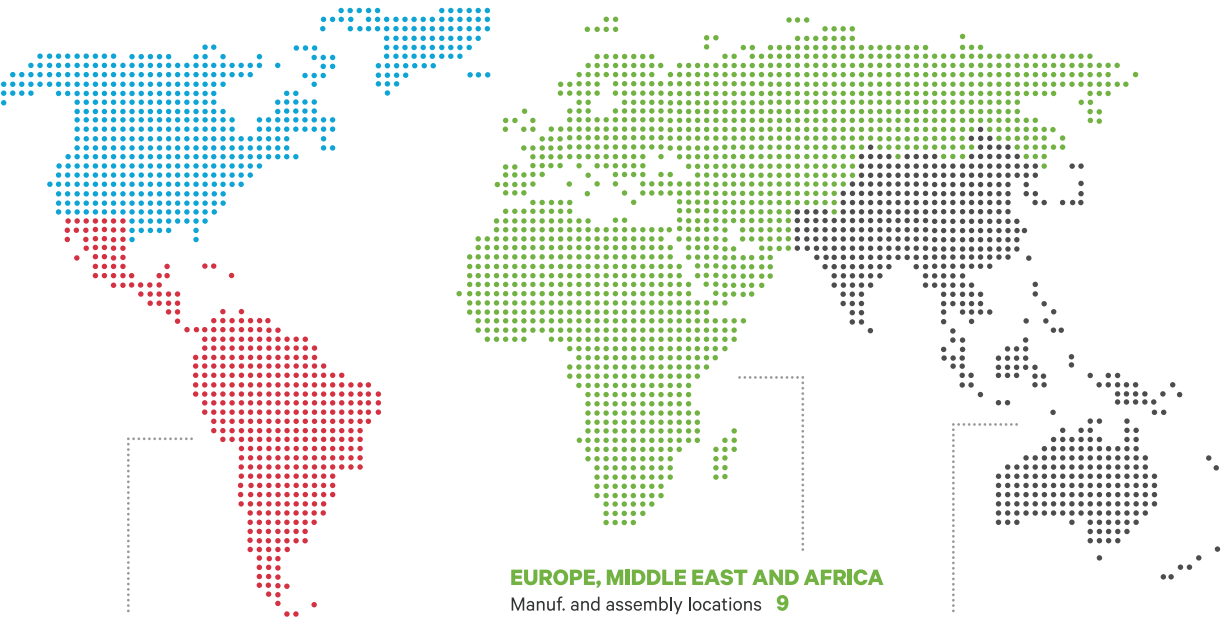 EUROPE, MIDDLE EAST AND AFRICA
Manuf. and assembly locations 9